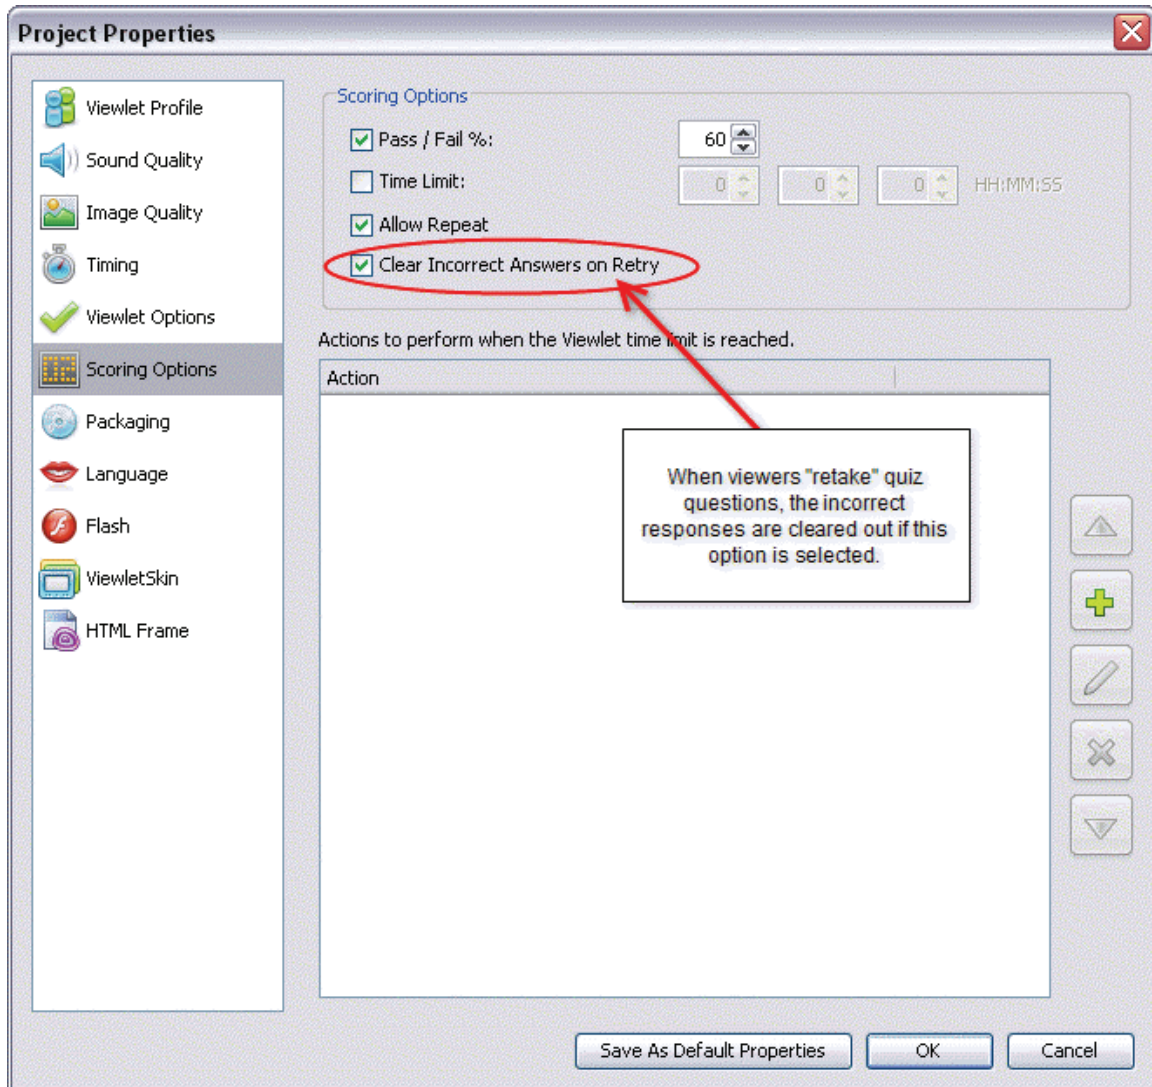 Project Properties
Viewlet Profile
Sound Quality
Image Quality
Timing
Viewlet Options
Scoring Options
Packaging
Language
Flash
ViewletSkin
HTML Frame
Scoring Options
Pass / Fail %: 60
Time Limit: 0 0 0 HH:MM:SS
Allow Repeat
Clear Incorrect Answers on Retry
Actions to perform when the Viewlet time limit is reached.
Action
When viewers "retake" quiz
questions, the incorrect
responses are cleared out if this
option is selected.
Save As Default Properties OK Cancel